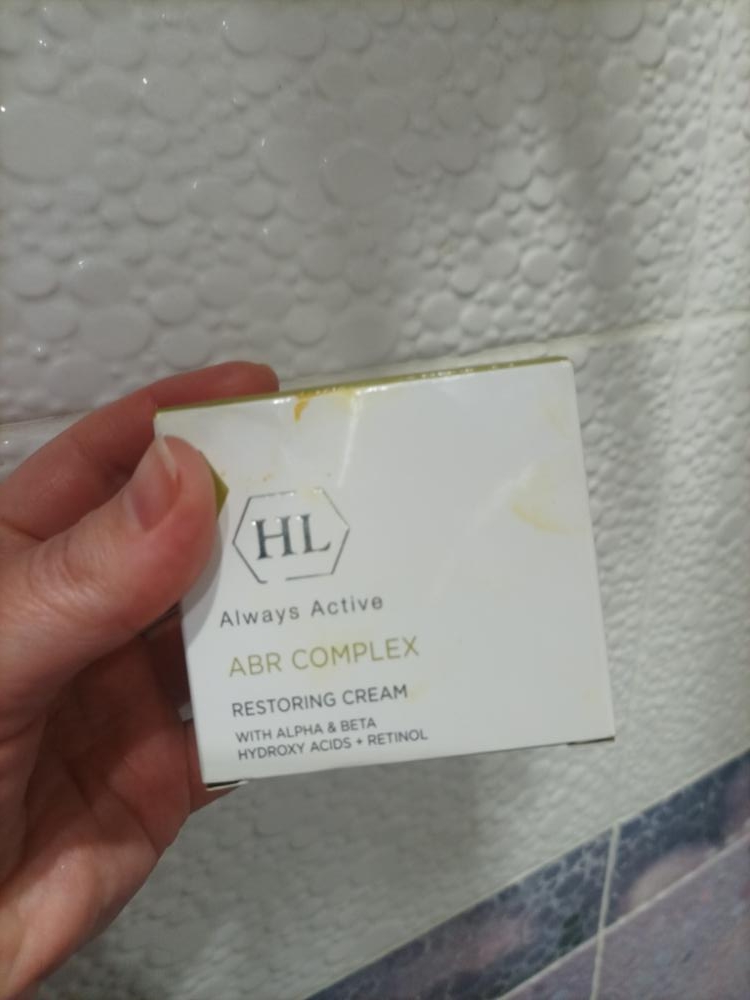 HL
Always Active
ABR COMPLEX
RESTORING CREAM
WITH ALPHA & BETA
HYDROXY ACIDS + RETINOL